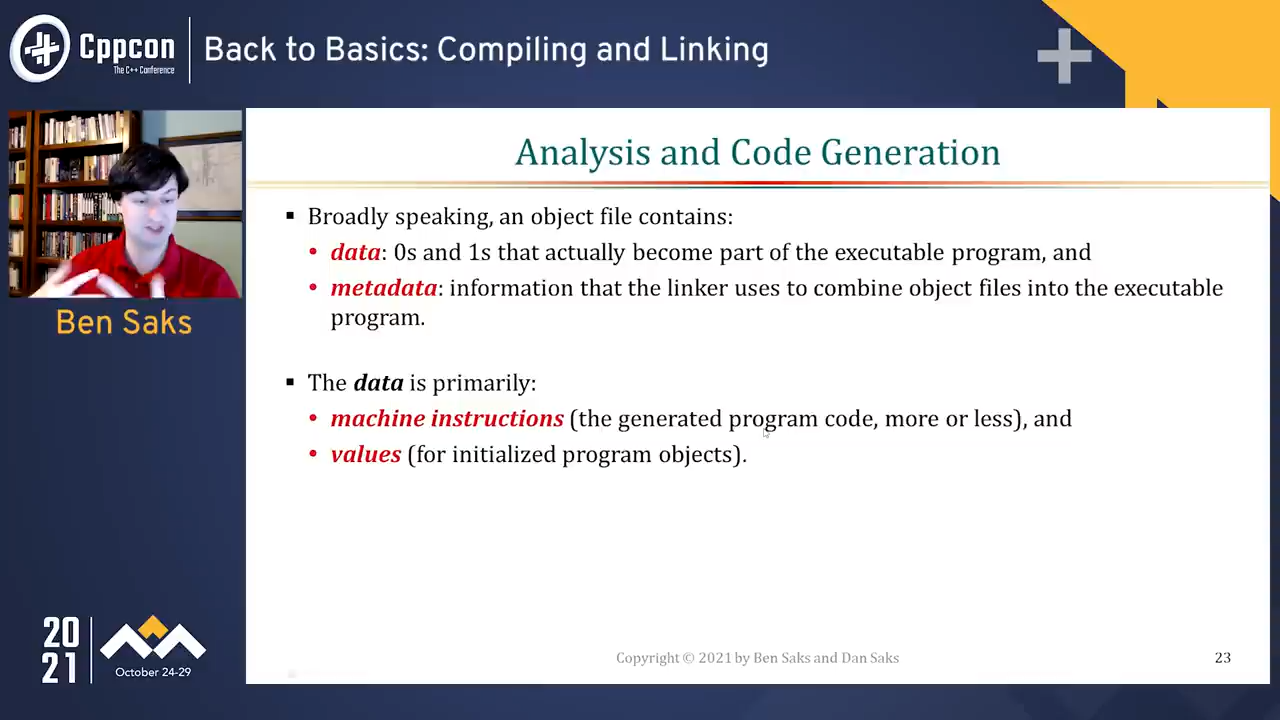 Cppcon
The C++ Conference
Back to Basics: Compiling and Linking
Ben Saks
Analysis and Code Generation
▪ Broadly speaking, an object file contains:
• data: 0s and 1s that actually become part of the executable program, and
• metadata: information that the linker uses to combine object files into the executable
program.
▪ The data is primarily:
• machine instructions (the generated program code, more or less), and
• values (for initialized program objects).
20
21
October 24-29
Copyright © 2021 by Ben Saks and Dan Saks
23